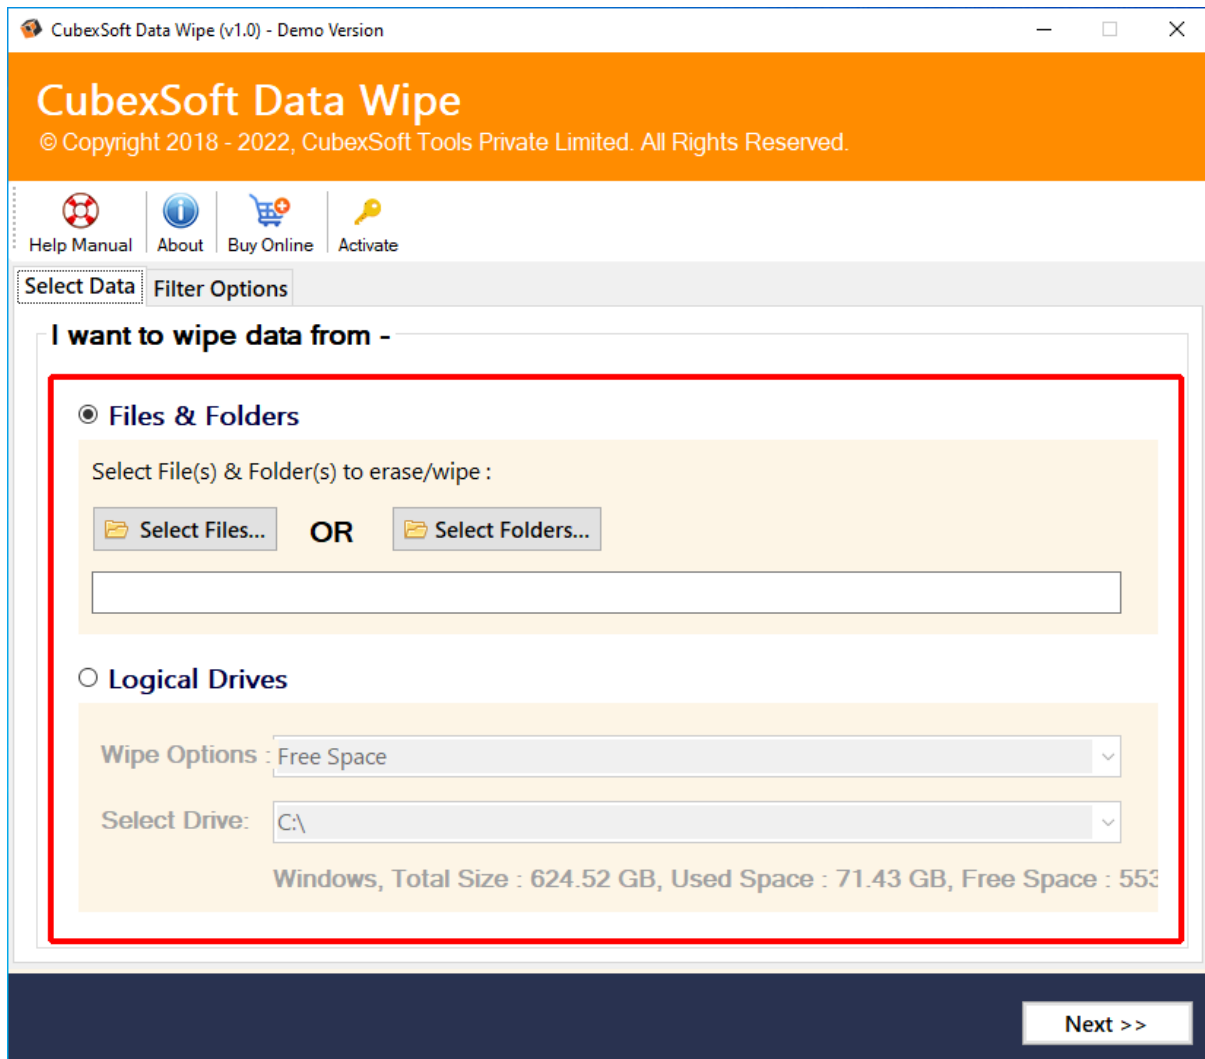 CubexSoft Data Wipe (v1.0) - Demo Version
CubexSoft Data Wipe
© Copyright 2018 - 2022, CubexSoft Tools Private Limited. All Rights Reserved.
Help Manual About Buy Online Activate
Select Data Filter Options
I want to wipe data from -
Files & Folders
Select File(s) & Folder(s) to erase/wipe :
Select Files... OR Select Folders...
Logical Drives
Wipe Options : Free Space
Select Drive: C:\
Windows, Total Size : 624.52 GB, Used Space : 71.43 GB, Free Space : 553
Next >>